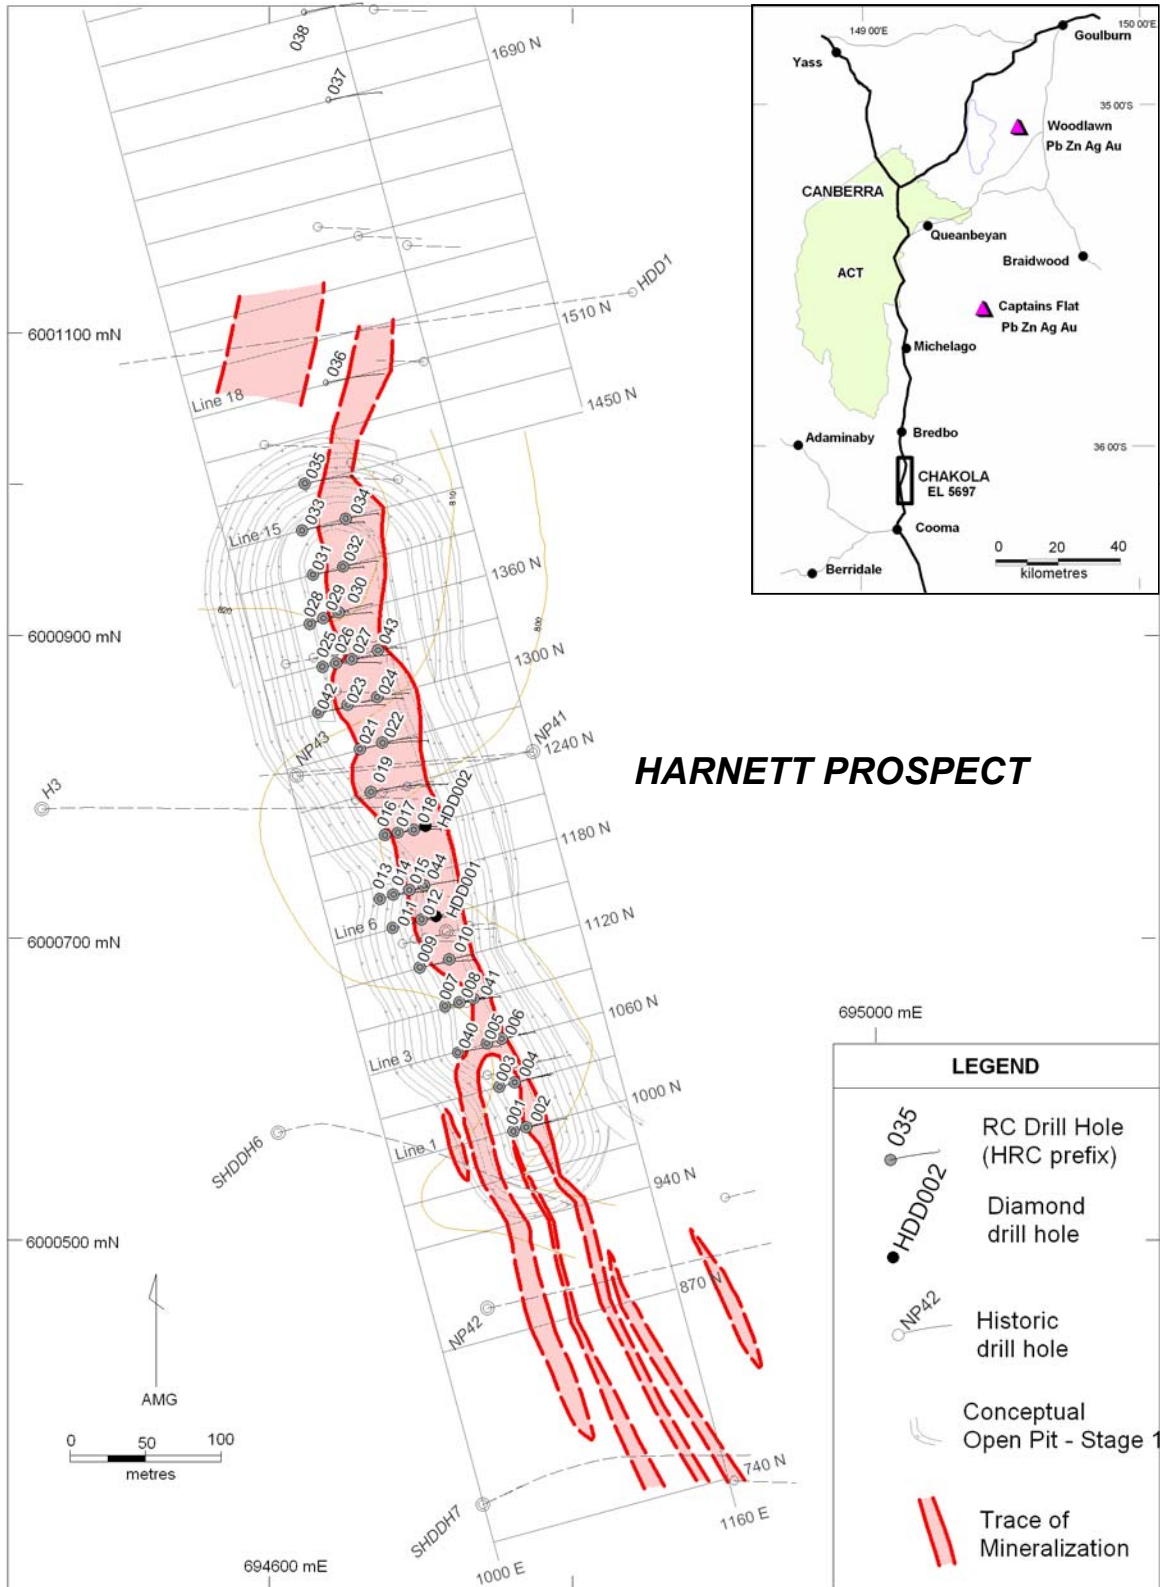 038
1690 N
037
HDD1
1510 N
6001100 mN
036
Line 18
1450 N
035
034
033
Line 15
810
032
031
1360 N
030
029
028
820
800
6000900 mN
043
027
026
025
1300 N
024
023
042
022
021
NP41
NP43
1240 N
HARNETT PROSPECT
H3
019
HDD002
018
017
016
1180 N
044
015
014
013
HDD001
012
011
Line 6
1120 N
6000700 mN
010
009
041
008
007
1060 N
006
005
040
Line 3
004
003
1000 N
002
001
Line 1
SHDDH6
940 N
6000500 mN
870 N
NP42
AMG
0 50 100
metres
740 N
SHDDH7
1160 E
1000 E
694600 mE
695000 mE
149 00'E
150 00'E
Goulburn
Yass
35 00'S
Woodlawn
Pb Zn Ag Au
CANBERRA
Queanbeyan
Braidwood
ACT
Captains Flat
Pb Zn Ag Au
Michelago
Adaminaby
Bredbo
36 00'S
CHAKOLA
EL 5697
Cooma
0 20 40
kilometres
Berridale
LEGEND
035
RC Drill Hole
(HRC prefix)
HDD002
Diamond
drill hole
NP42
Historic
drill hole
Conceptual
Open Pit - Stage 1
Trace of
Mineralization